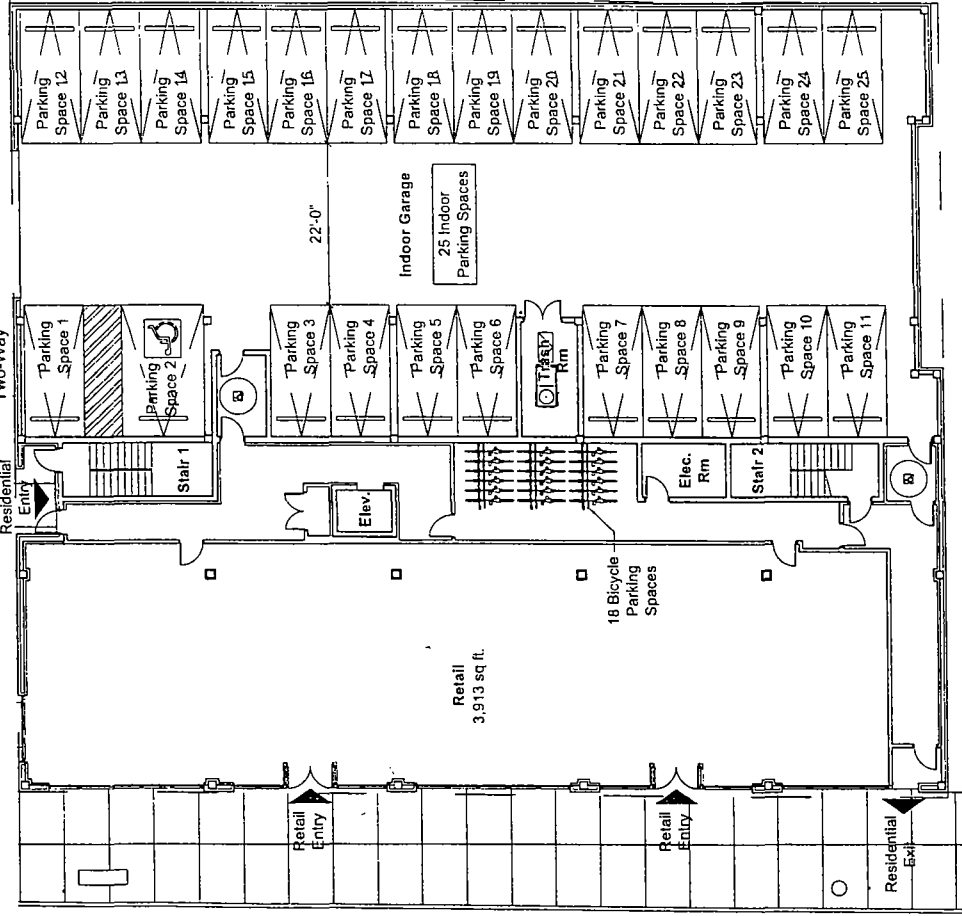 Parking
Space 12
Parking
Space 13
Parking
Space 14
Parking
Space 15
Parking
Space 16
Parking
Space 17
Parking
Space 18
Parking
Space 19
Parking
Space 20
Parking
Space 21
Parking
Space 22
Parking
Space 23
Parking
Space 24
Parking
Space 25
22'-0"
Indoor Garage
25 Indoor
Parking Spaces
Two-Way
Parking
Space 1
Parking
Space 2
Parking
Space 3
Parking
Space 4
Parking
Space 5
Parking
Space 6
Trash
Rm
Parking
Space 7
Parking
Space 8
Parking
Space 9
Parking
Space 10
Parking
Space 11
Residential
Entry
Stair 1
Elev.
Elec.
Rm
Stair 2
18 Bicycle
Parking
Spaces
Retail
3,913 sq ft.
Retail
Entry
Retail
Entry
Residential
Exit